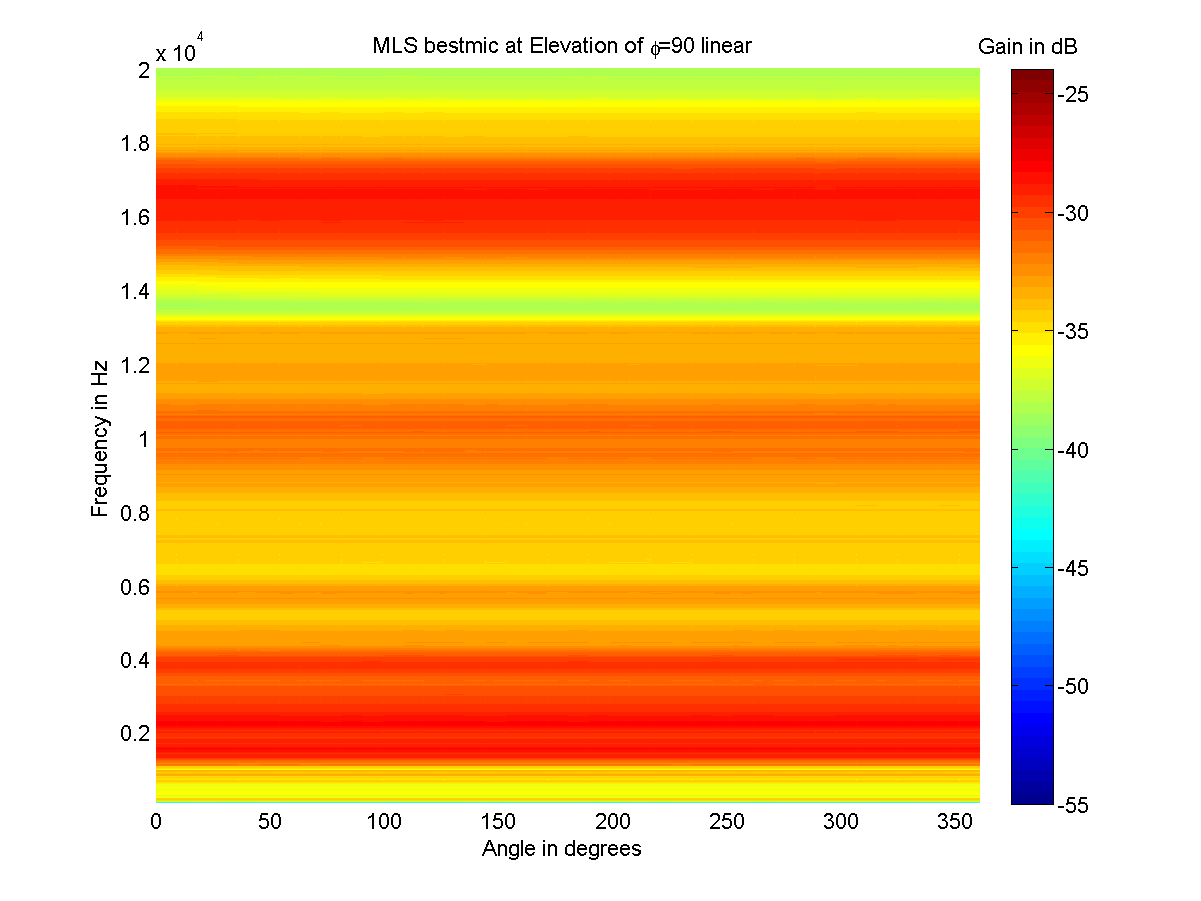 MLS bestmic at Elevation of ϕ=90 linear
Gain in dB
x 10^4
2
1.8
1.6
1.4
1.2
1
0.8
0.6
0.4
0.2
Frequency in Hz
0 50 100 150 200 250 300 350
Angle in degrees
-25
-30
-35
-40
-45
-50
-55